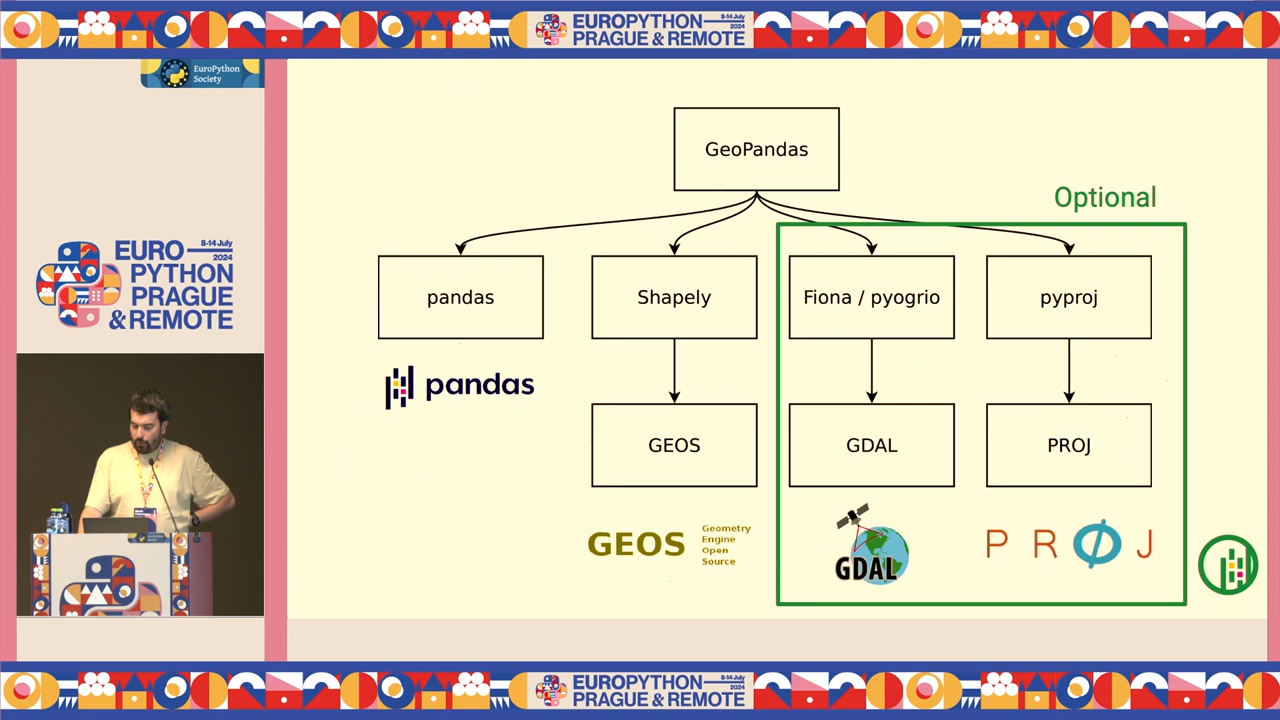 EUROPYTHON
8-14 July
2024
PRAGUE & REMOTE
EuroPython
Society
EURO
8-14 July
2024
PYTHON
PRAGUE
& REMOTE
GeoPandas
Optional
pandas
Shapely
Fiona / pyogrio
pyproj
pandas
GEOS
GDAL
PROJ
GEOS
Geometry
Engine
Open
Source
GDAL
PRØJ
EUROPYTHON
8-14 July
2024
PRAGUE & REMOTE